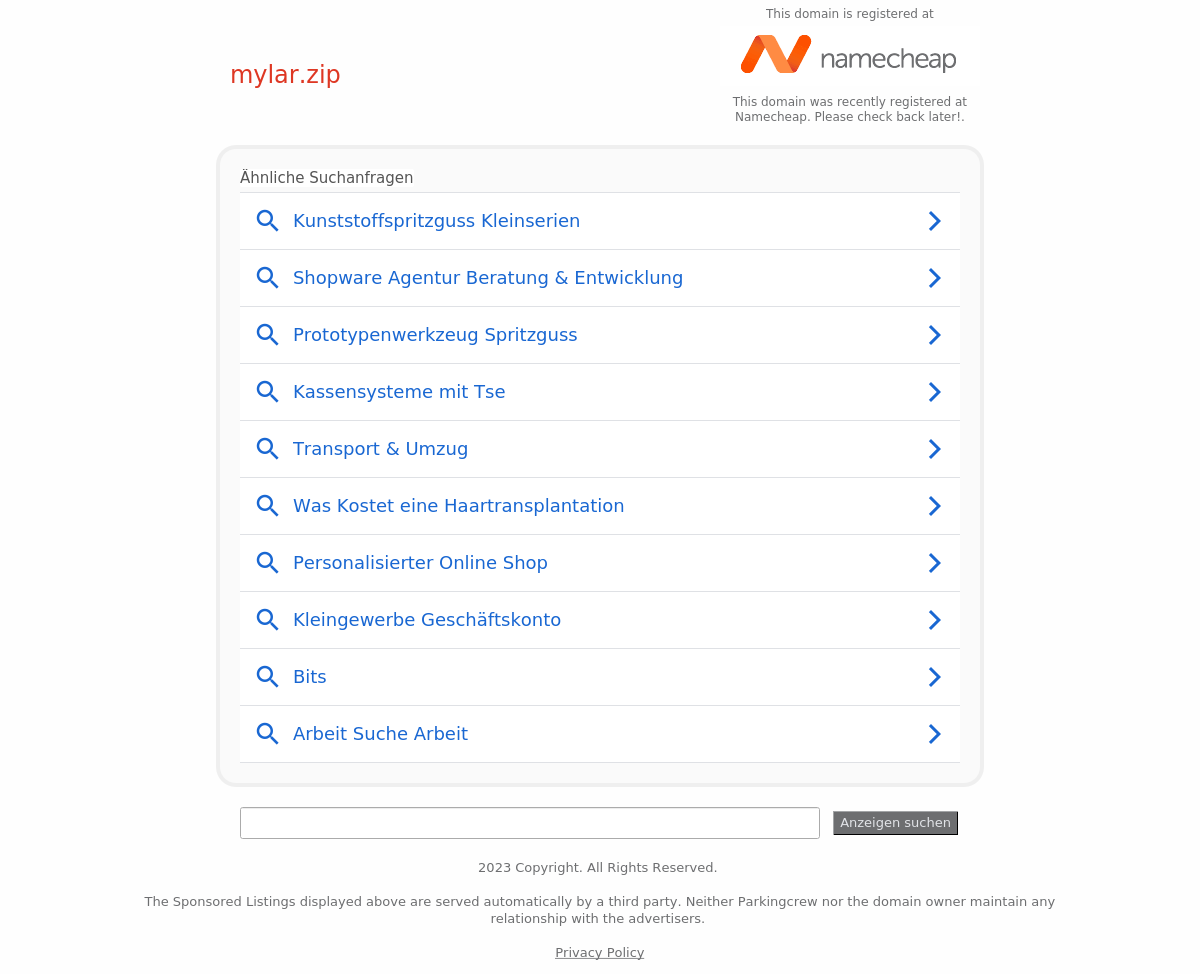 This domain is registered at
namecheap
mylar.zip
This domain was recently registered at
Namecheap. Please check back later!.
Ähnliche Suchanfragen
Kunststoffspritzguss Kleinserien
Shopware Agentur Beratung & Entwicklung
Prototypenwerkzeug Spritzguss
Kassensysteme mit Tse
Transport & Umzug
Was Kostet eine Haartransplantation
Personalisierter Online Shop
Kleingewerbe Geschäftskonto
Bits
Arbeit Suche Arbeit
Anzeigen suchen
2023 Copyright. All Rights Reserved.
The Sponsored Listings displayed above are served automatically by a third party. Neither Parkingcrew nor the domain owner maintain any
relationship with the advertisers.
Privacy Policy